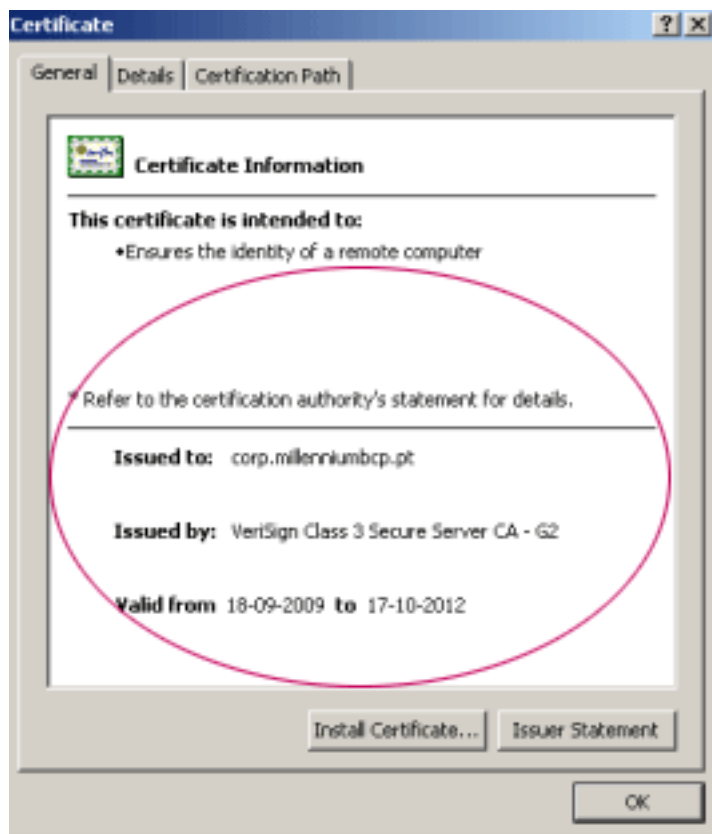 Certificate
General Details Certification Path
Certificate Information
This certificate is intended to:
•Ensures the identity of a remote computer
* Refer to the certification authority's statement for details.
Issued to: corp.millenniumbcp.pt
Issued by: VeriSign Class 3 Secure Server CA - G2
Valid from 18-09-2009 to 17-10-2012
Install Certificate... Issuer Statement
OK